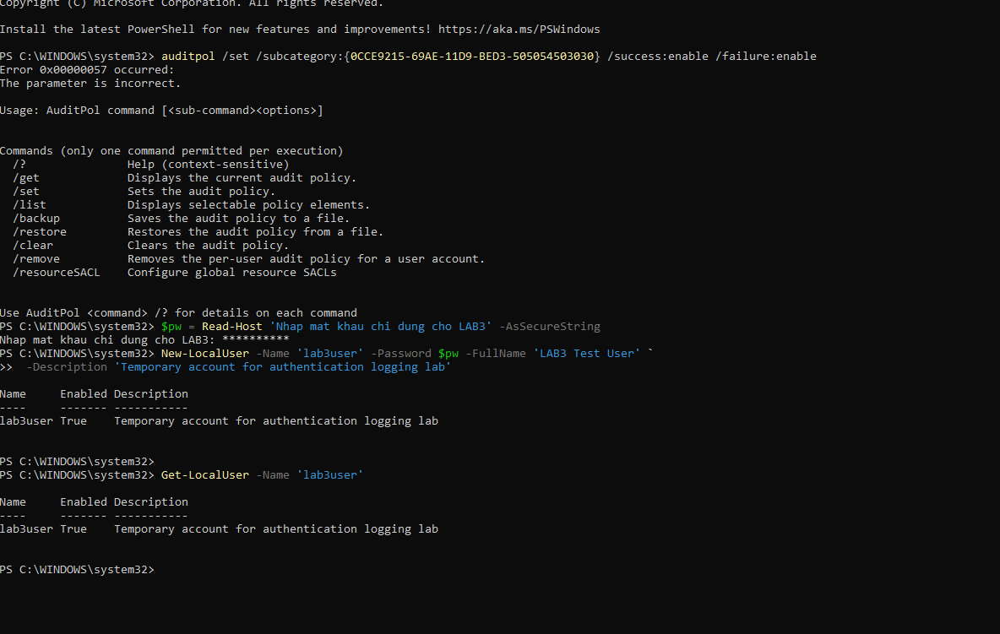 Copyright (C) Microsoft Corporation. All rights reserved.
Install the latest PowerShell for new features and improvements! https://aka.ms/PSWindows
PS C:\WINDOWS\system32> auditpol /set /subcategory:{0CCE9215-69AE-11D9-BED3-505054503030} /success:enable /failure:enable
Error 0x00000057 occurred:
The parameter is incorrect.
Usage: AuditPol command [<sub-command><options>]
Commands (only one command permitted per execution)
/? Help (context-sensitive)
/get Displays the current audit policy.
/set Sets the audit policy.
/list Displays selectable policy elements.
/backup Saves the audit policy to a file.
/restore Restores the audit policy from a file.
/clear Clears the audit policy.
/remove Removes the per-user audit policy for a user account.
/resourceSACL Configure global resource SACLs
Use AuditPol <command> /? for details on each command
PS C:\WINDOWS\system32> $pw = Read-Host 'Nhap mat khau chi dung cho LAB3' -AsSecureString
Nhap mat khau chi dung cho LAB3: **********
PS C:\WINDOWS\system32> New-LocalUser -Name 'lab3user' -Password $pw -FullName 'LAB3 Test User' `
>> -Description 'Temporary account for authentication logging lab'
Name Enabled Description
---- ------- -----------
lab3user True Temporary account for authentication logging lab
PS C:\WINDOWS\system32>
PS C:\WINDOWS\system32> Get-LocalUser -Name 'lab3user'
Name Enabled Description
---- ------- -----------
lab3user True Temporary account for authentication logging lab
PS C:\WINDOWS\system32>